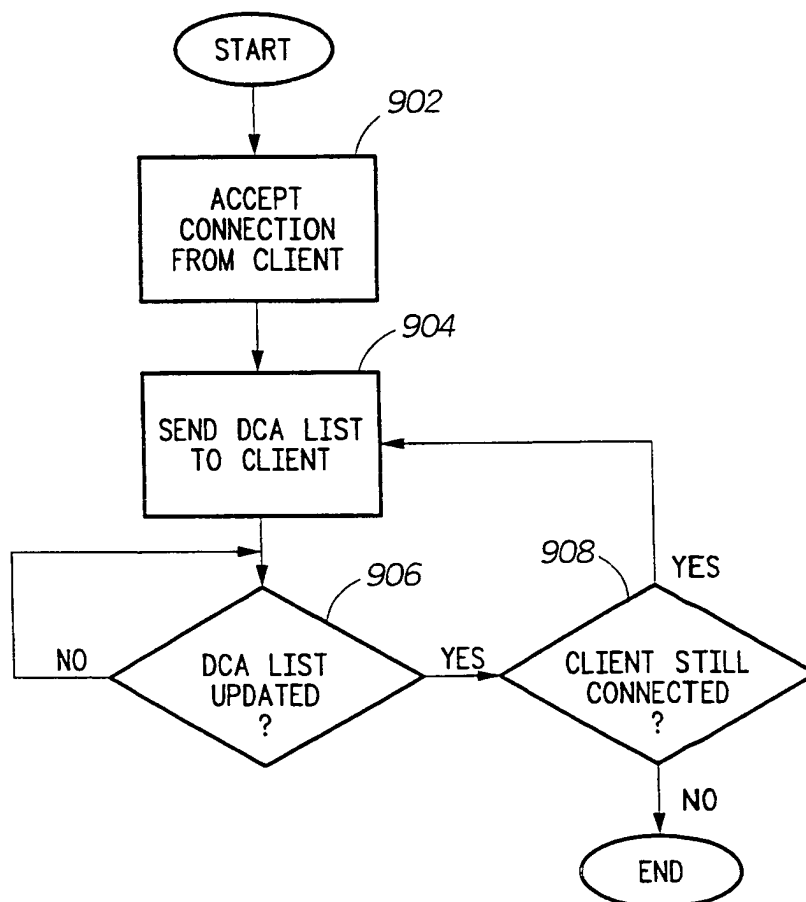 START
902
ACCEPT
CONNECTION
FROM CLIENT
904
SEND DCA LIST
TO CLIENT
906
908
YES
NO
DCA LIST
UPDATED
?
YES
CLIENT STILL
CONNECTED
?
NO
END